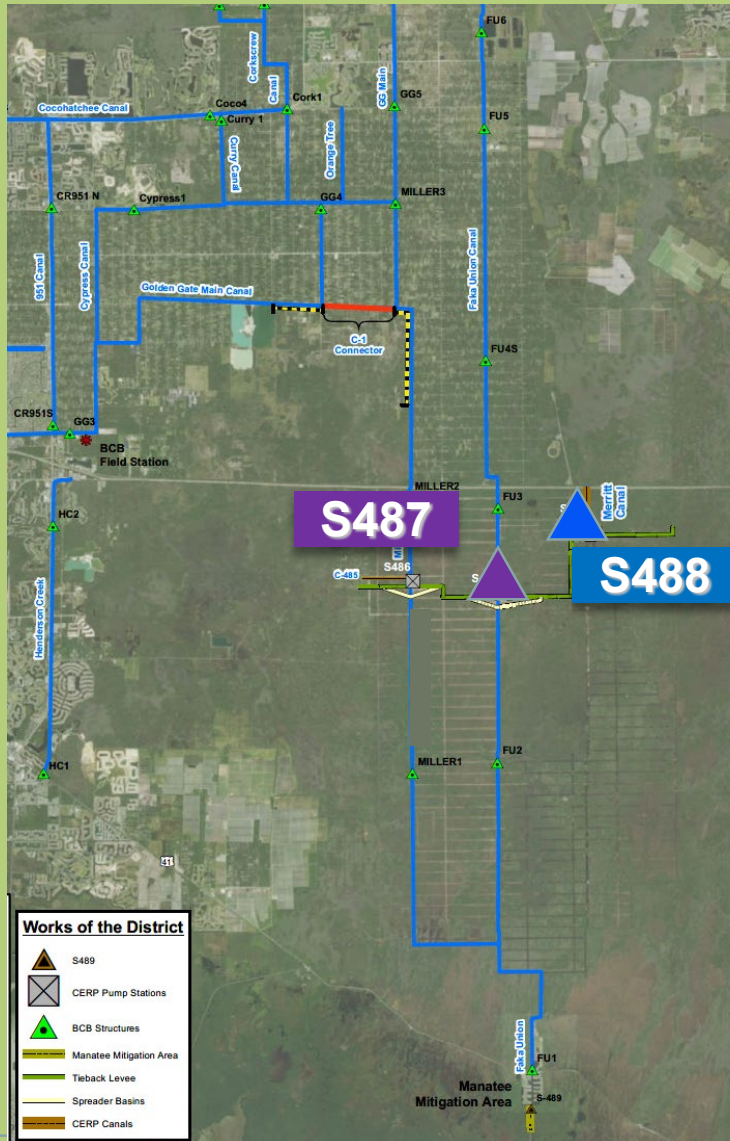 FU6
Corkscrew
Canal
GG Main
GG5
Cocohatchee Canal
Coco4
Cork1
Curry 1
FU5
Curry Canal
Orange Tree
CR951 N
Cypress1
GG4
MILLER3
951 Canal
Cypress Canal
Faka Union Canal
Golden Gate Main Canal
C-1
Connector
FU4S
CR951S
GG3
BCB
Field Station
MILLER2
FU3
Merritt
Canal
HC2
S487
S
S486
C-485
S
S488
Henderson Creek
HC1
MILLER1
FU2
41
Works of the District
S489
CERP Pump Stations
BCB Structures
Manatee Mitigation Area
Tieback Levee
Spreader Basins
CERP Canals
Faka Union
FU1
Manatee
Mitigation Area
S-489